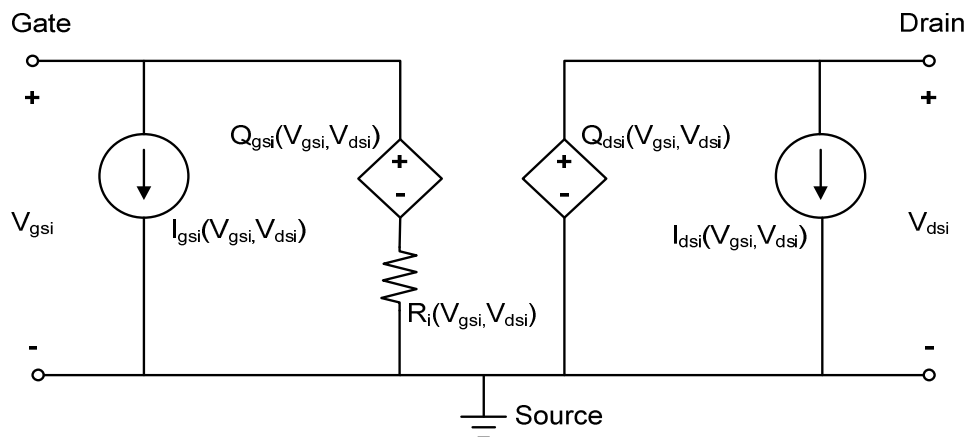 Gate
Drain
+
+
Qgsi(Vgsi,Vdsi)
Qdsi(Vgsi,Vdsi)
+
-
+
-
Vgsi
Igsi(Vgsi,Vdsi)
Idsi(Vgsi,Vdsi)
Vdsi
Ri(Vgsi,Vdsi)
-
-
Source